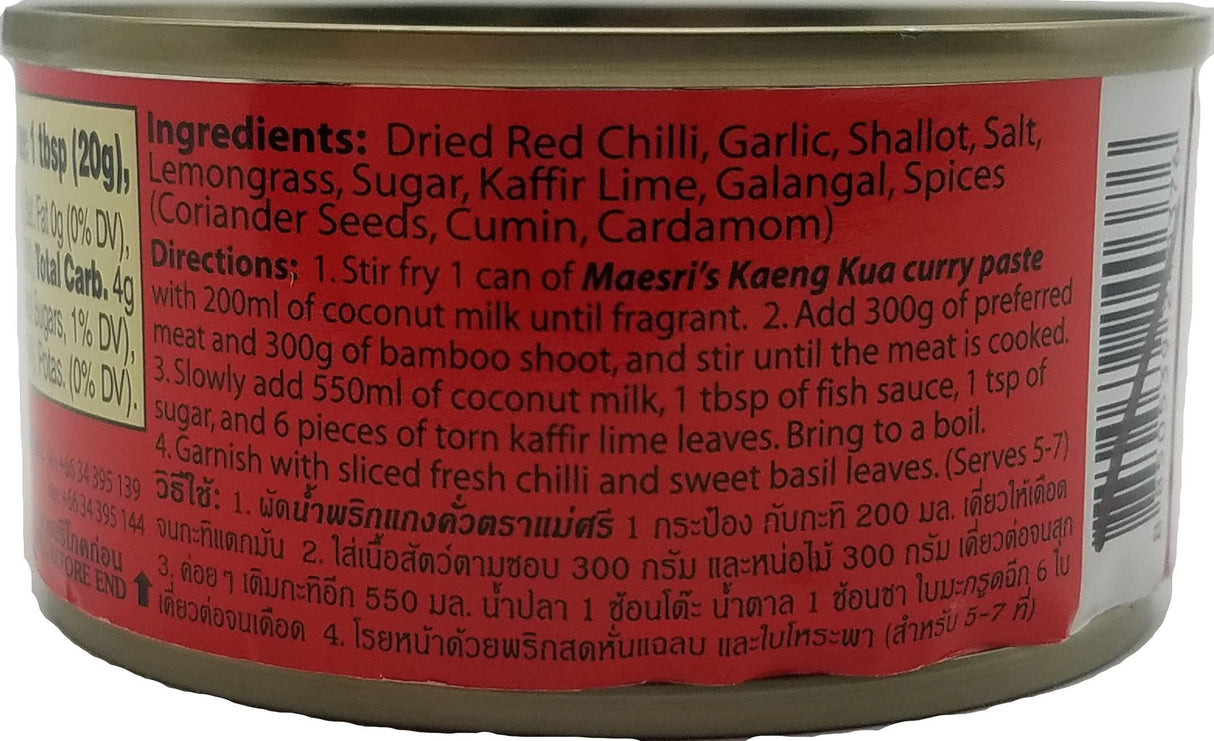 1 tbsp (20g),
Fat 0g (0% DV),
Total Carb. 4g
Sugars, 1% DV),
Potas. (0% DV).
+66 34 395 139
+66 34 395 144
END
Ingredients: Dried Red Chilli, Garlic, Shallot, Salt,
Lemongrass, Sugar, Kaffir Lime, Galangal, Spices
(Coriander Seeds, Cumin, Cardamom)
Directions: 1. Stir fry 1 can of Maesri's Kaeng Kua curry paste
with 200ml of coconut milk until fragrant. 2. Add 300g of preferred
meat and 300g of bamboo shoot, and stir until the meat is cooked.
3. Slowly add 550ml of coconut milk, 1 tbsp of fish sauce, 1 tsp of
sugar, and 6 pieces of torn kaffir lime leaves. Bring to a boil.
4. Garnish with sliced fresh chilli and sweet basil leaves. (Serves 5-7)
วิธีใช้: 1. ผัดน้ำพริกแกงคั่วตราแม่ศรี 1 กระป๋อง กับกะทิ 200 มล. เคี่ยวให้เดือด
จนกะทิแตกมัน 2. ใส่เนื้อสัตว์ตามชอบ 300 กรัม และหน่อไม้ 300 กรัม เคี่ยวต่อจนสุก
3. ค่อยๆ เติมกะทิอีก 550 มล. น้ำปลา 1 ช้อนโต๊ะ น้ำตาล 1 ช้อนชา ใบมะกรูดฉีก 6 ใบ
เคี่ยวต่อจนเดือด 4. โรยหน้าด้วยพริกสดหั่นแฉลบ และใบโหระพา (สำหรับ 5-7 ที่)